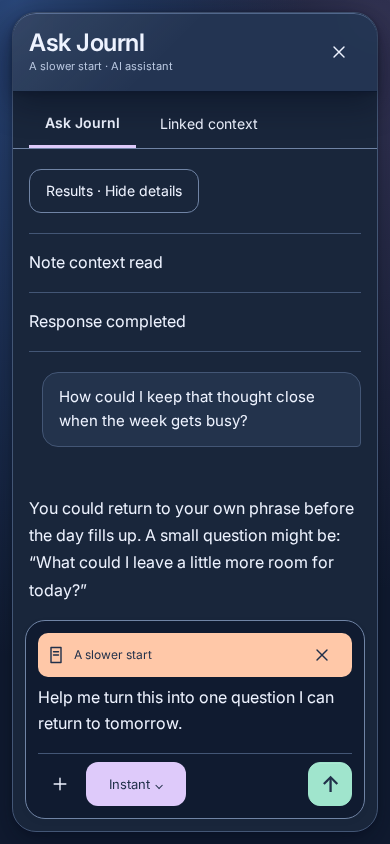 Ask Journl
A slower start · AI assistant
Ask Journl
Linked context
Results · Hide details
Note context read
Response completed
How could I keep that thought close
when the week gets busy?
You could return to your own phrase before
the day fills up. A small question might be:
“What could I leave a little more room for
today?”
A slower start
Help me turn this into one question I can
return to tomorrow.
Instant